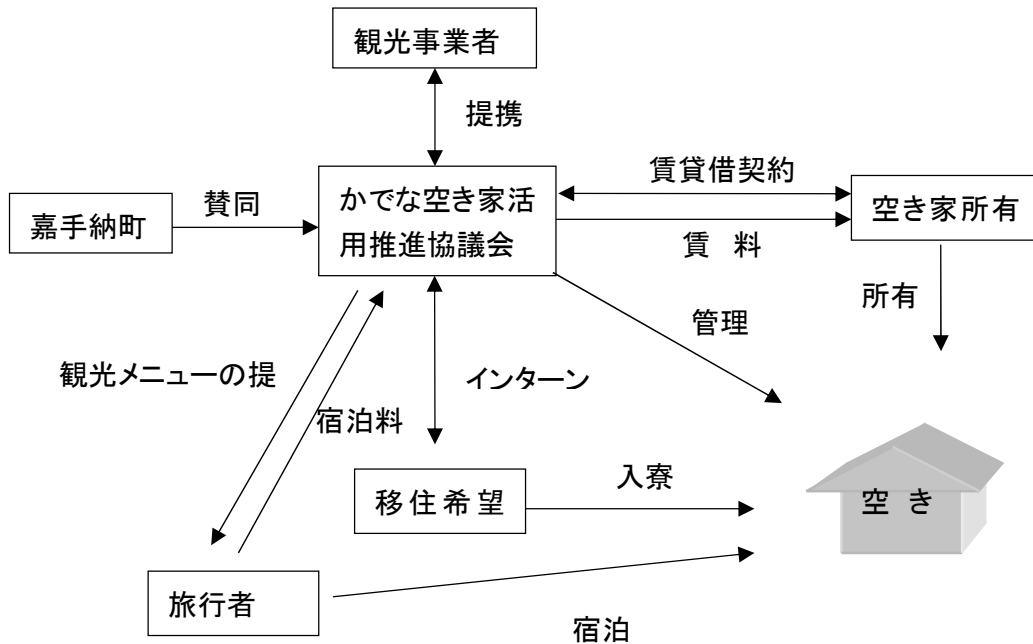 観光事業者
提携
嘉手納町
賛同
かでな空き家活
用推進協議会
賃貸借契約
賃 料
空き家所有
所有
管理
観光メニューの提
宿泊料
インターン
移住希望
入寮
空 き
旅行者
宿泊